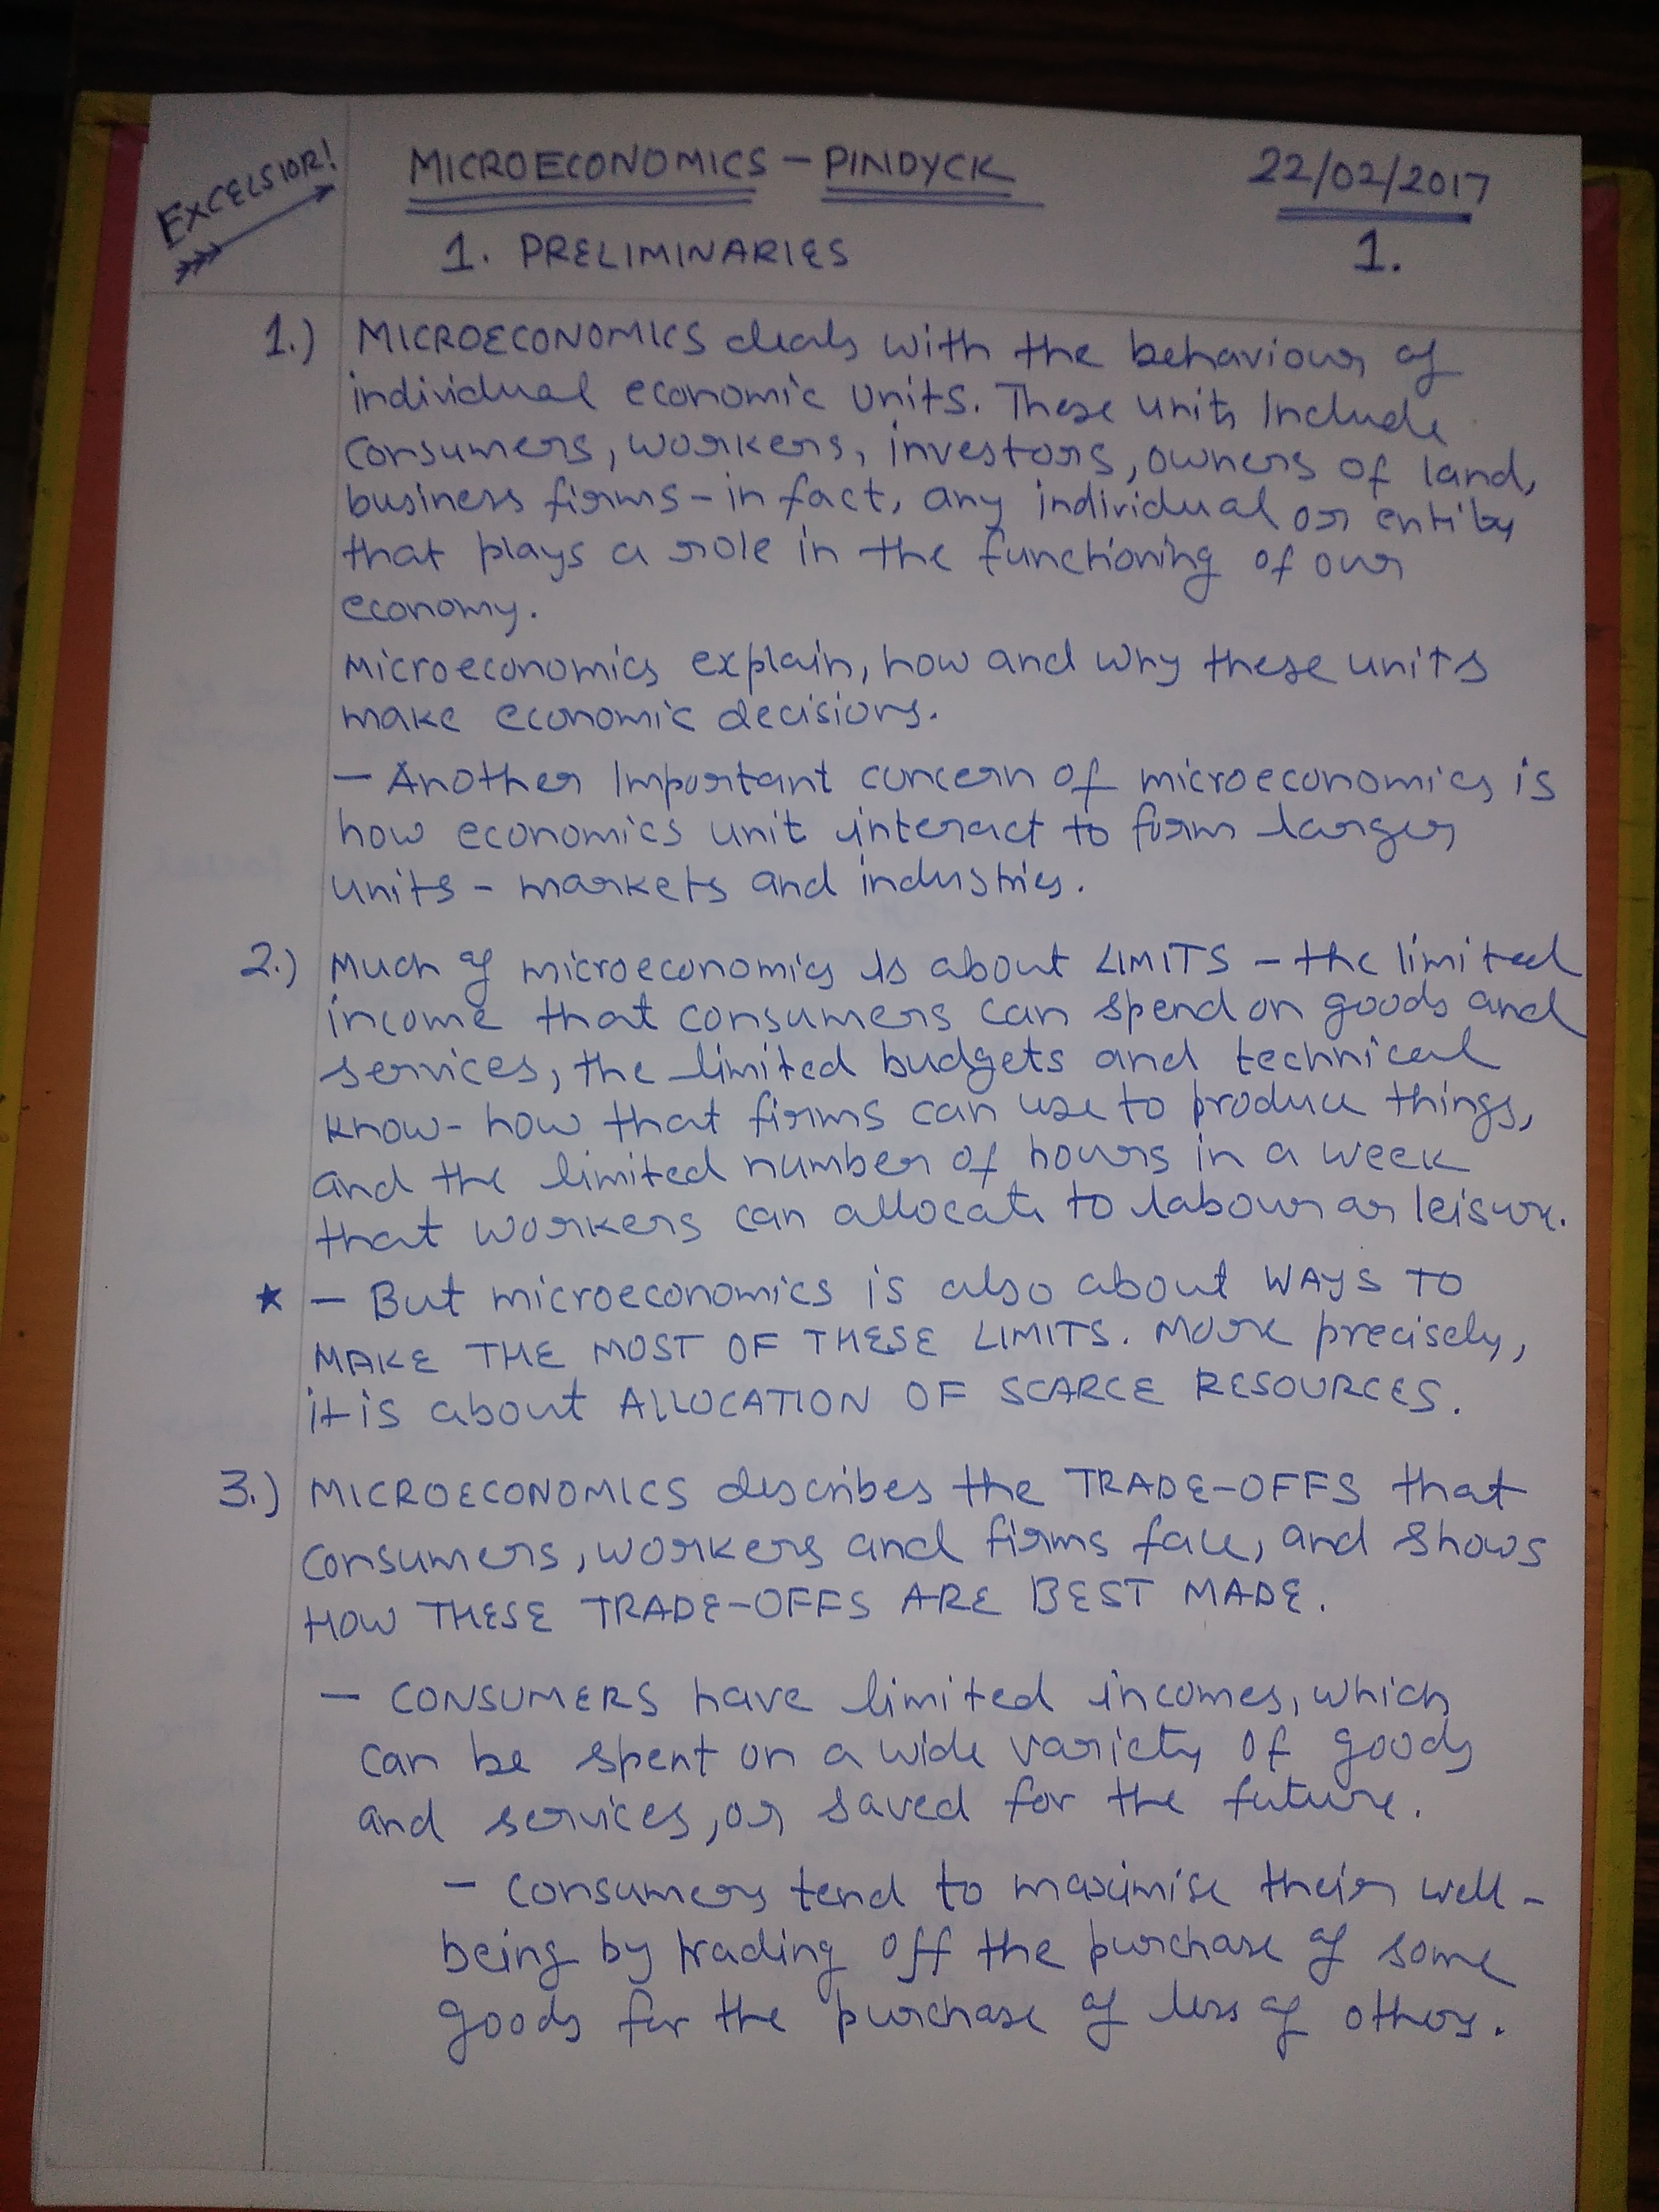 EXCELSIOR!
MICROECONOMICS - PINDYCK
22/02/2017
1. PRELIMINARIES
1.
1.) MICROECONOMICS deals with the behaviour of
individual economic units. These units Include
consumers, workers, investors, owners of land,
business firms - in fact, any individual or entity
that plays a role in the functioning of our
economy.
Microeconomics explain, how and why these units
make economic decisions.
- Another Important concern of microeconomics is
how economics unit interact to form larger
units - markets and industries.
2.) Much of microeconomics is about LIMITS - the limited
income that consumers can spend on goods and
services, the limited budgets and technical
know-how that firms can use to produce things,
and the limited number of hours in a week
that workers can allocate to labour or leisure.
★ - But microeconomics is also about WAYS TO
MAKE THE MOST OF THESE LIMITS. More precisely,
it is about ALLOCATION OF SCARCE RESOURCES.
3.) MICROECONOMICS describes the TRADE-OFFS that
consumers, workers and firms face, and shows
HOW THESE TRADE-OFFS ARE BEST MADE.
- CONSUMERS have limited incomes, which
can be spent on a wide variety of goods
and services, or saved for the future.
- Consumers tend to maximise their well-
being by trading off the purchase of some
goods for the purchase of less of others.